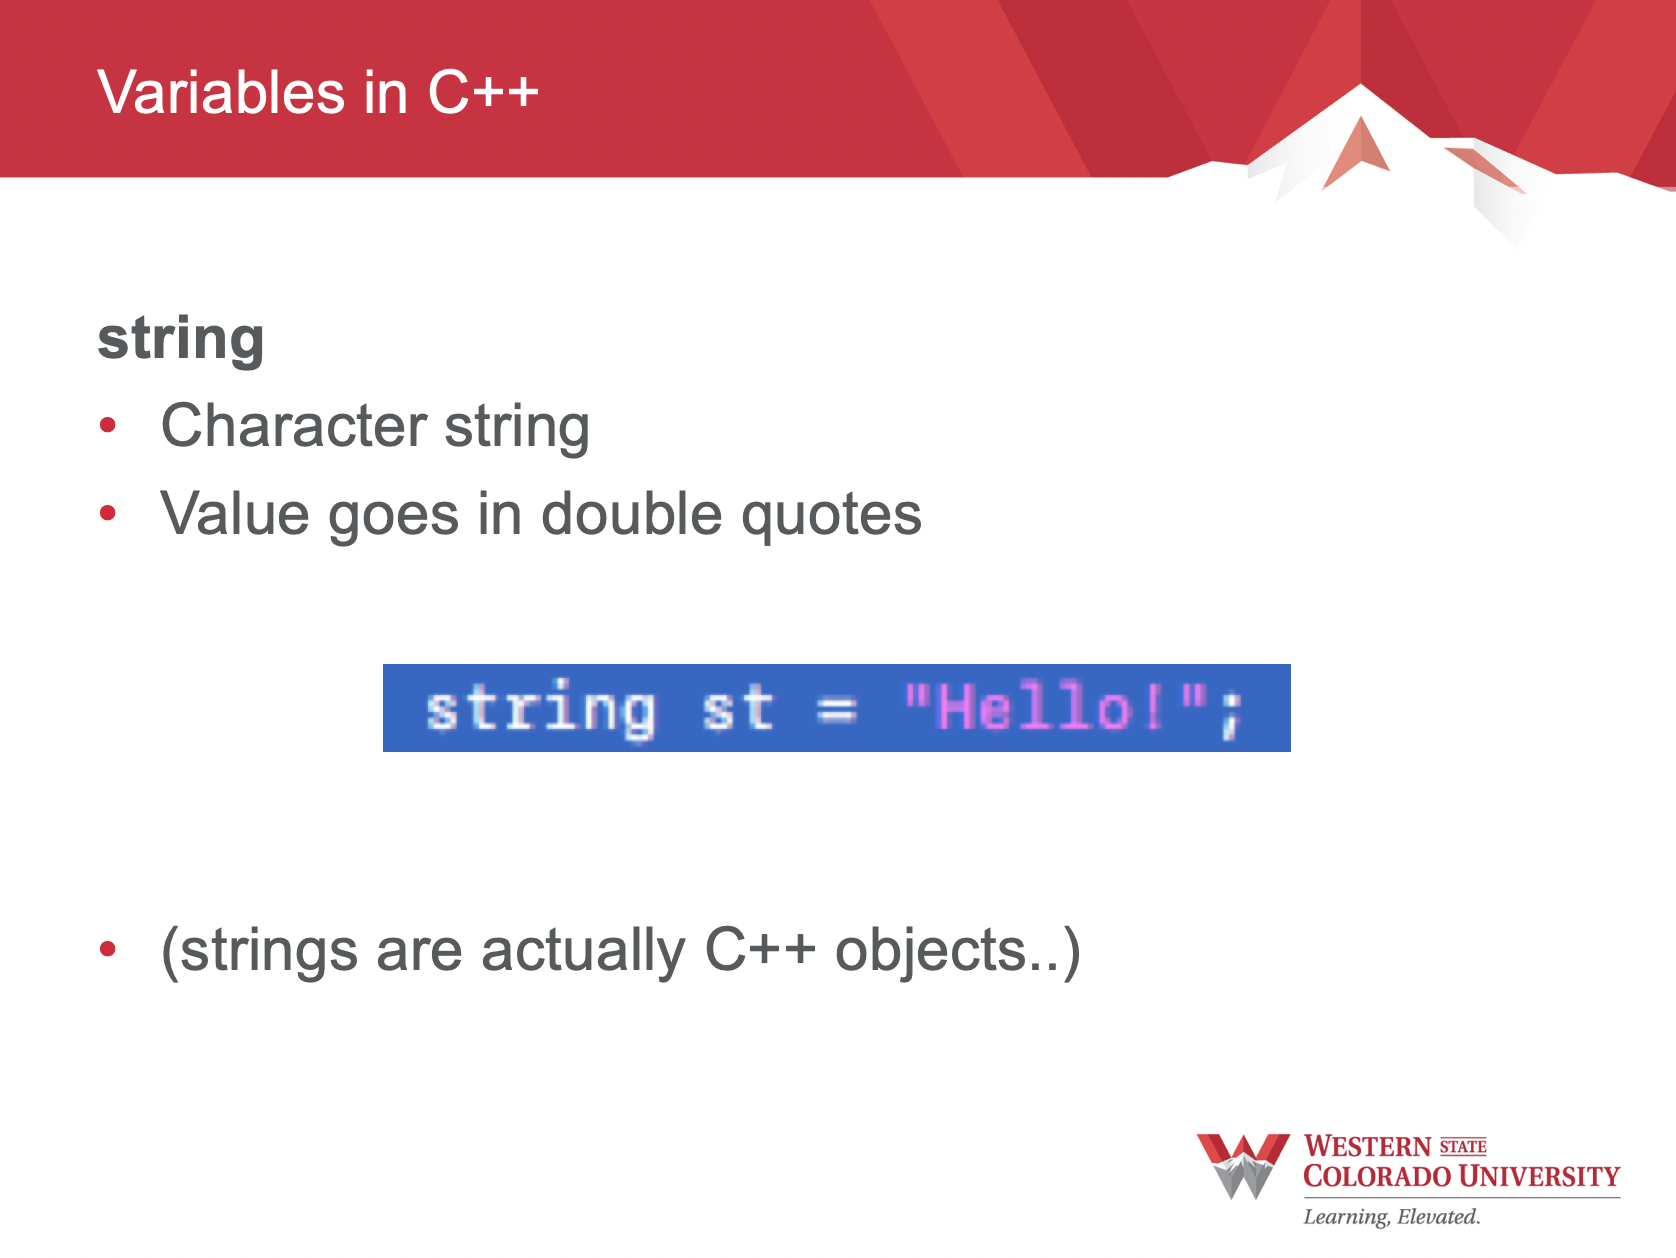 Variables in C++
string
• Character string
• Value goes in double quotes
string st = "Hello!";
• (strings are actually C++ objects..)
WESTERN STATE
COLORADO UNIVERSITY
Learning, Elevated.